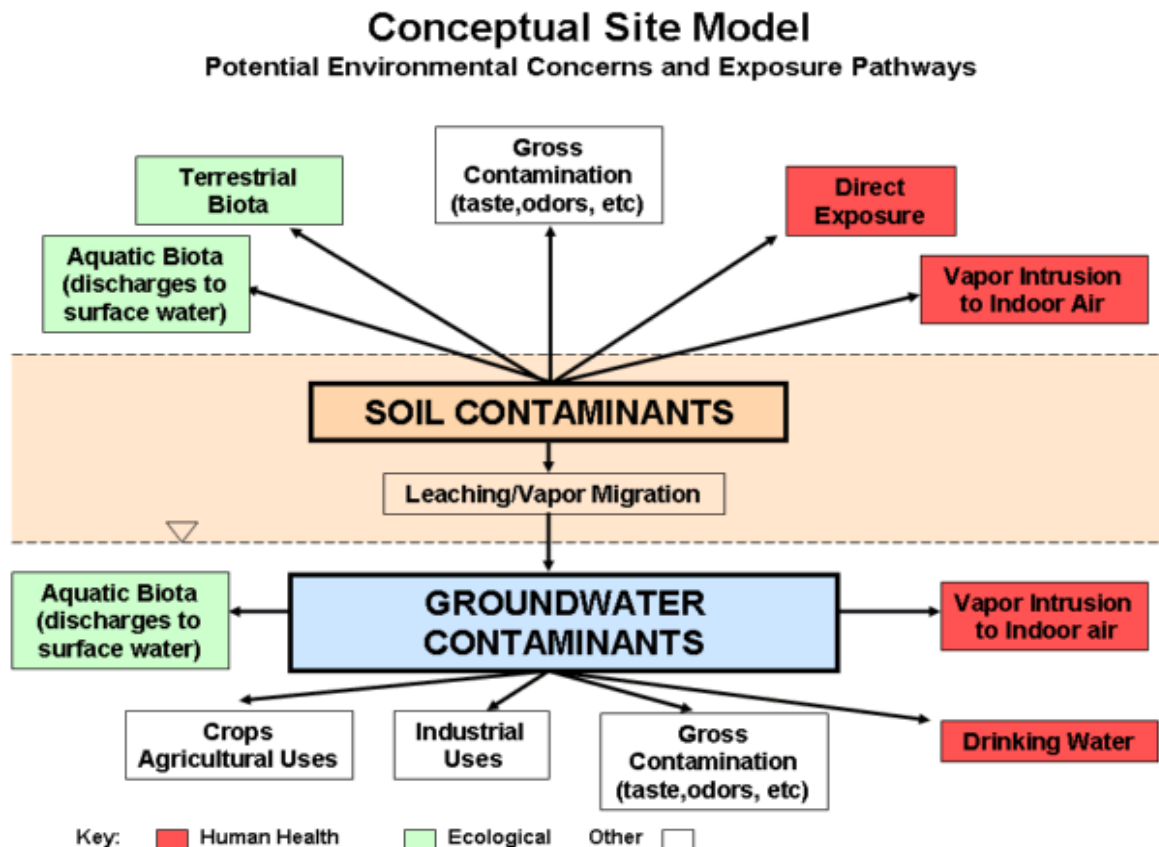 Conceptual Site Model
Potential Environmental Concerns and Exposure Pathways
Gross
Contamination
(taste,odors, etc)
Terrestrial
Biota
Direct
Exposure
Aquatic Biota
(discharges to
surface water)
Vapor Intrusion
to Indoor Air
SOIL CONTAMINANTS
Leaching/Vapor Migration
Aquatic Biota
(discharges to
surface water)
GROUNDWATER
CONTAMINANTS
Vapor Intrusion
to Indoor air
Crops
Agricultural Uses
Industrial
Uses
Gross
Contamination
(taste,odors, etc)
Drinking Water
Key: Human Health Ecological Other